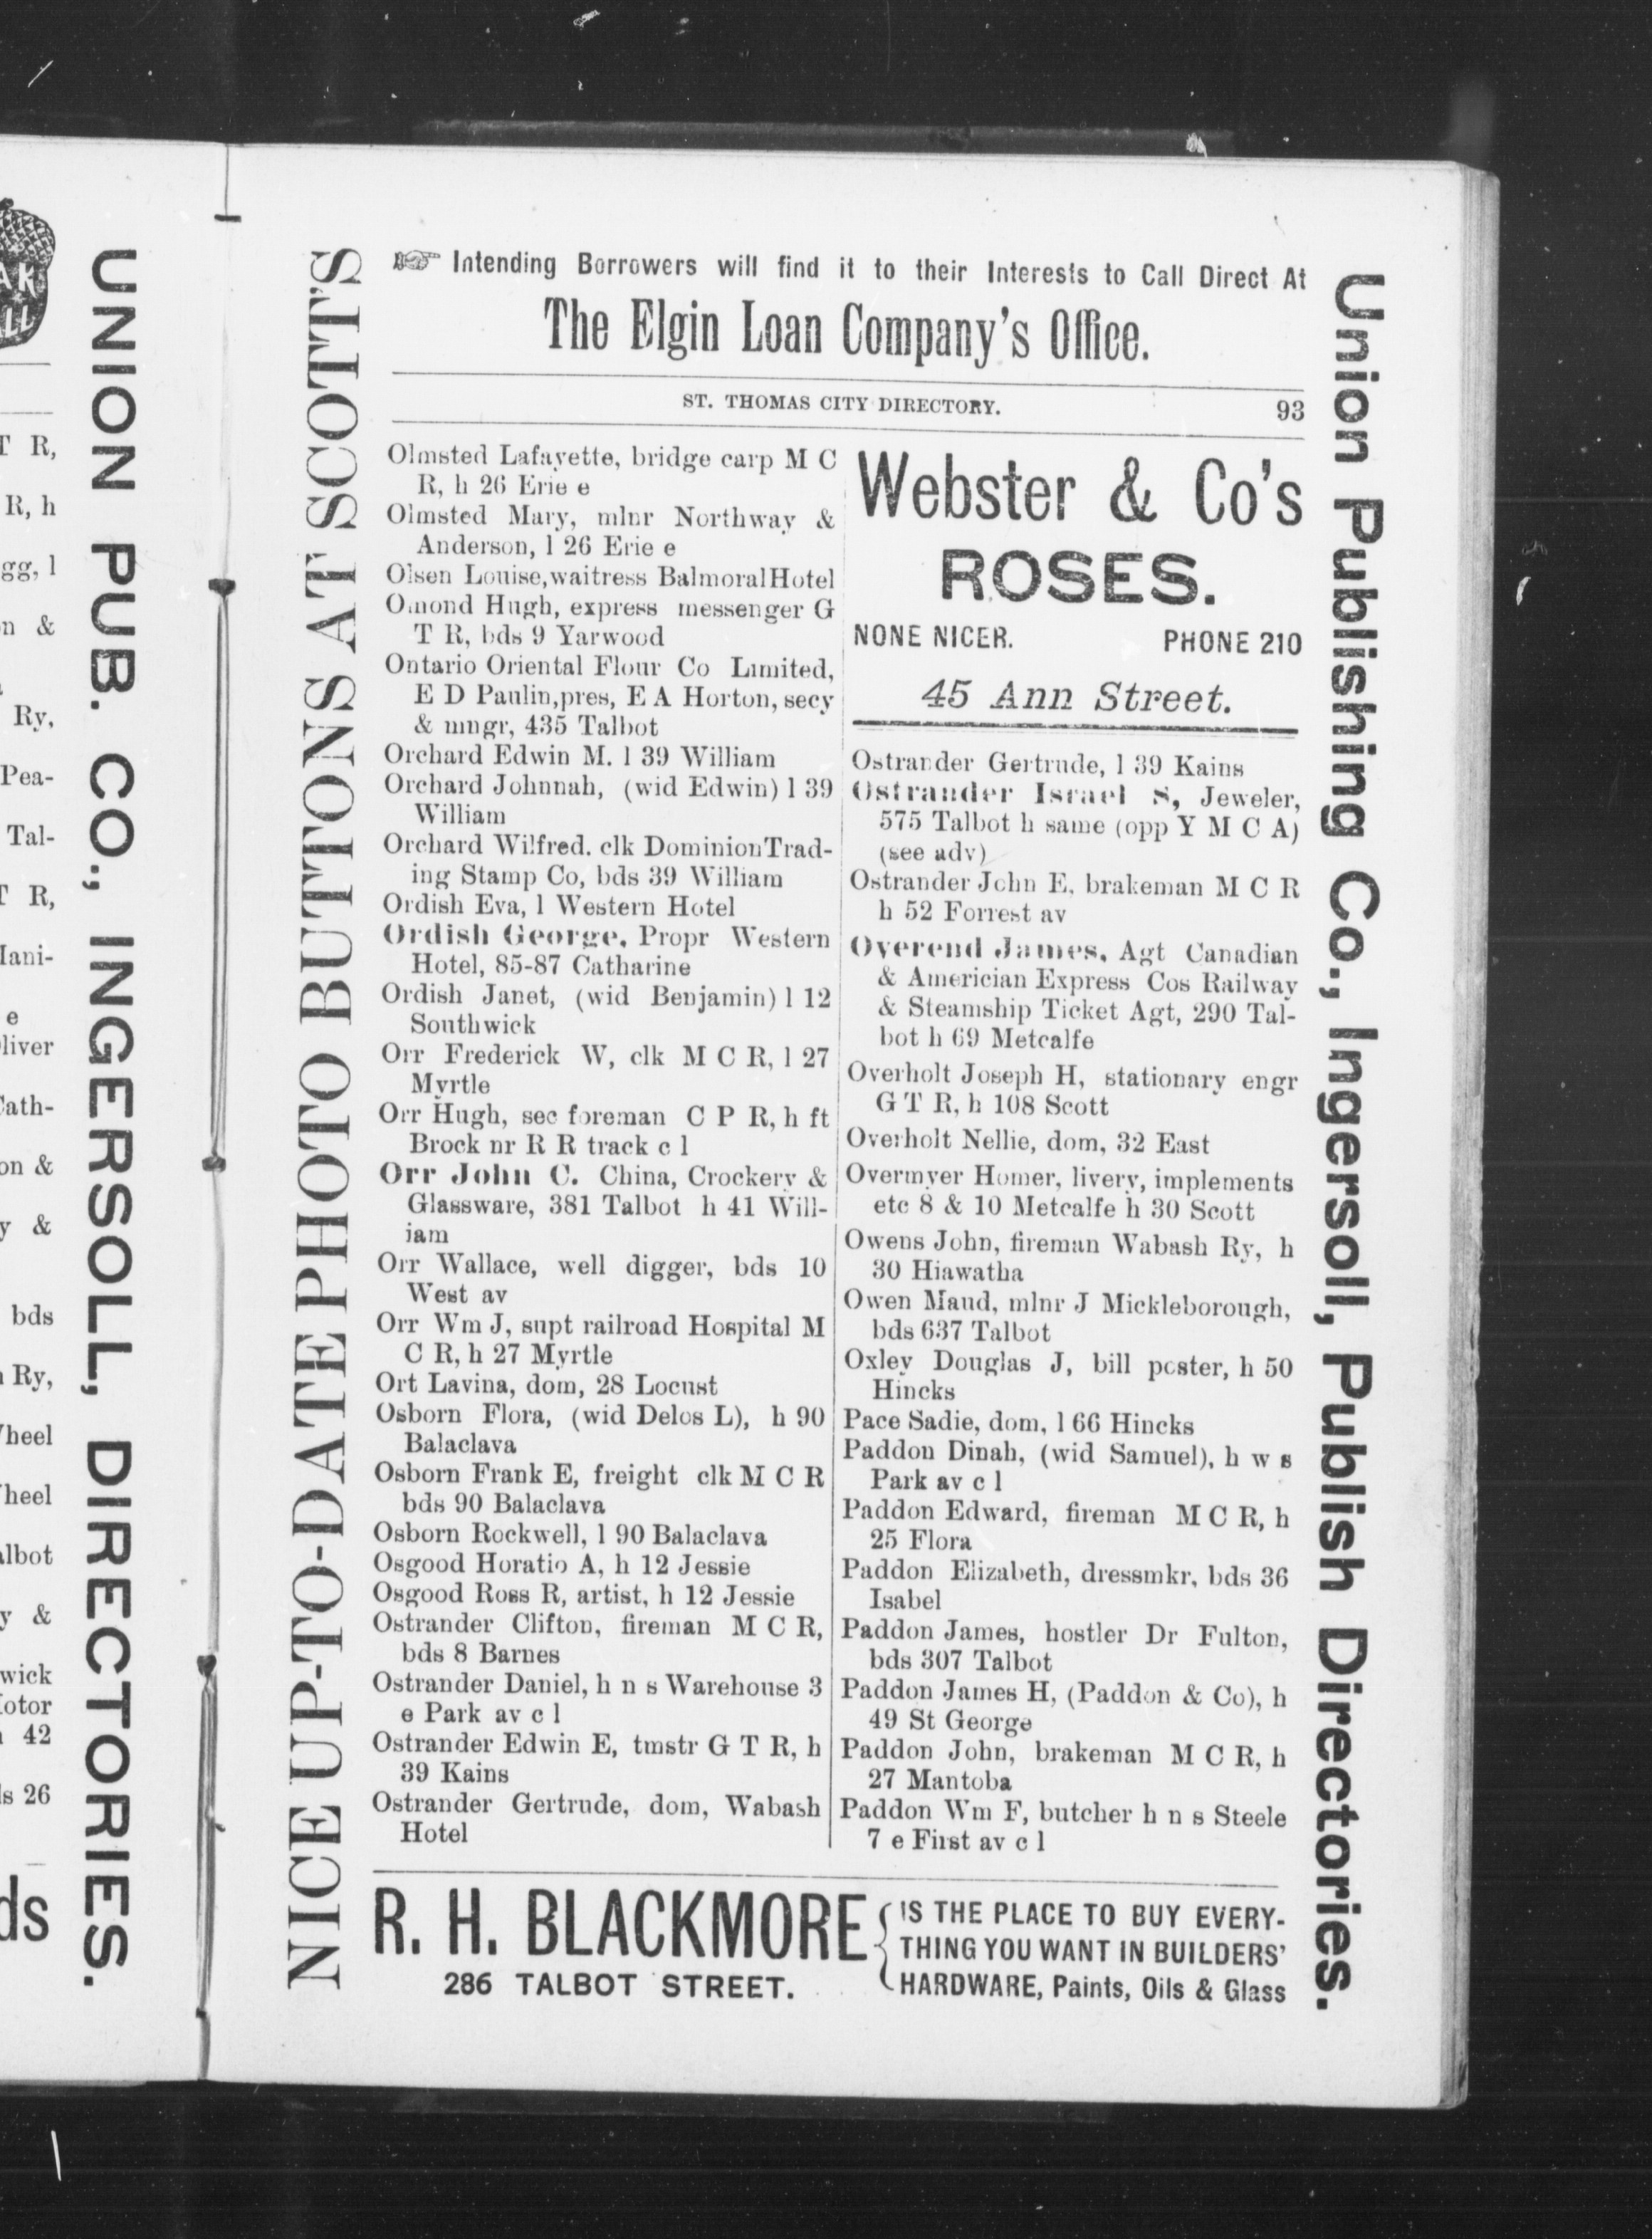 UNION PUB. CO., INGERSOLL, DIRECTORIES.
NICE UP-TO-DATE PHOTO BUTTONS AT SCOTT'S
Intending Borrowers will find it to their Interests to Call Direct At
The Elgin Loan Company's Office.
ST. THOMAS CITY DIRECTORY. 93
Olmsted Lafayette, bridge carp M C
R, h 26 Erie e
Olmsted Mary, mlnr Northway &
Anderson, l 26 Erie e
Olsen Louise, waitress Balmoral Hotel
Omond Hugh, express messenger G
T R, bds 9 Yarwood
Ontario Oriental Flour Co Limited,
E D Paulin, pres, E A Horton, secy
& mngr, 435 Talbot
Orchard Edwin M. l 39 William
Orchard Johnnah, (wid Edwin) l 39
William
Orchard Wilfred. clk Dominion Trad-
ing Stamp Co, bds 39 William
Ordish Eva, l Western Hotel
Ordish George, Propr Western
Hotel, 85-87 Catharine
Ordish Janet, (wid Benjamin) l 12
Southwick
Orr Frederick W, clk M C R, l 27
Myrtle
Orr Hugh, sec foreman C P R, h ft
Brock nr R R track c l
Orr John C. China, Crockery &
Glassware, 381 Talbot h 41 Will-
iam
Orr Wallace, well digger, bds 10
West av
Orr Wm J, supt railroad Hospital M
C R, h 27 Myrtle
Ort Lavina, dom, 28 Locust
Osborn Flora, (wid Delos L), h 90
Balaclava
Osborn Frank E, freight clk M C R
bds 90 Balaclava
Osborn Rockwell, l 90 Balaclava
Osgood Horatio A, h 12 Jessie
Osgood Ross R, artist, h 12 Jessie
Ostrander Clifton, fireman M C R,
bds 8 Barnes
Ostrander Daniel, h n s Warehouse 3
e Park av c l
Ostrander Edwin E, tmstr G T R, h
39 Kains
Ostrander Gertrude, dom, Wabash
Hotel
Webster & Co's
ROSES.
NONE NICER. PHONE 210
45 Ann Street.
Ostrander Gertrude, l 39 Kains
Ostrander Israel S, Jeweler,
575 Talbot h same (opp Y M C A)
(see adv)
Ostrander John E, brakeman M C R
h 52 Forrest av
Overend James, Agt Canadian
& Americian Express Cos Railway
& Steamship Ticket Agt, 290 Tal-
bot h 69 Metcalfe
Overholt Joseph H, stationary engr
G T R, h 108 Scott
Overholt Nellie, dom, 32 East
Overmyer Homer, livery, implements
etc 8 & 10 Metcalfe h 30 Scott
Owens John, fireman Wabash Ry, h
30 Hiawatha
Owen Maud, mlnr J Mickleborough,
bds 637 Talbot
Oxley Douglas J, bill poster, h 50
Hincks
Pace Sadie, dom, l 66 Hincks
Paddon Dinah, (wid Samuel), h w s
Park av c l
Paddon Edward, fireman M C R, h
25 Flora
Paddon Elizabeth, dressmkr, bds 36
Isabel
Paddon James, hostler Dr Fulton,
bds 307 Talbot
Paddon James H, (Paddon & Co), h
49 St George
Paddon John, brakeman M C R, h
27 Mantoba
Paddon Wm F, butcher h n s Steele
7 e First av c l
R. H. BLACKMORE
286 TALBOT STREET.
IS THE PLACE TO BUY EVERY-
THING YOU WANT IN BUILDERS'
HARDWARE, Paints, Oils & Glass
Union Publishing Co., Ingersoll, Publish Directories.